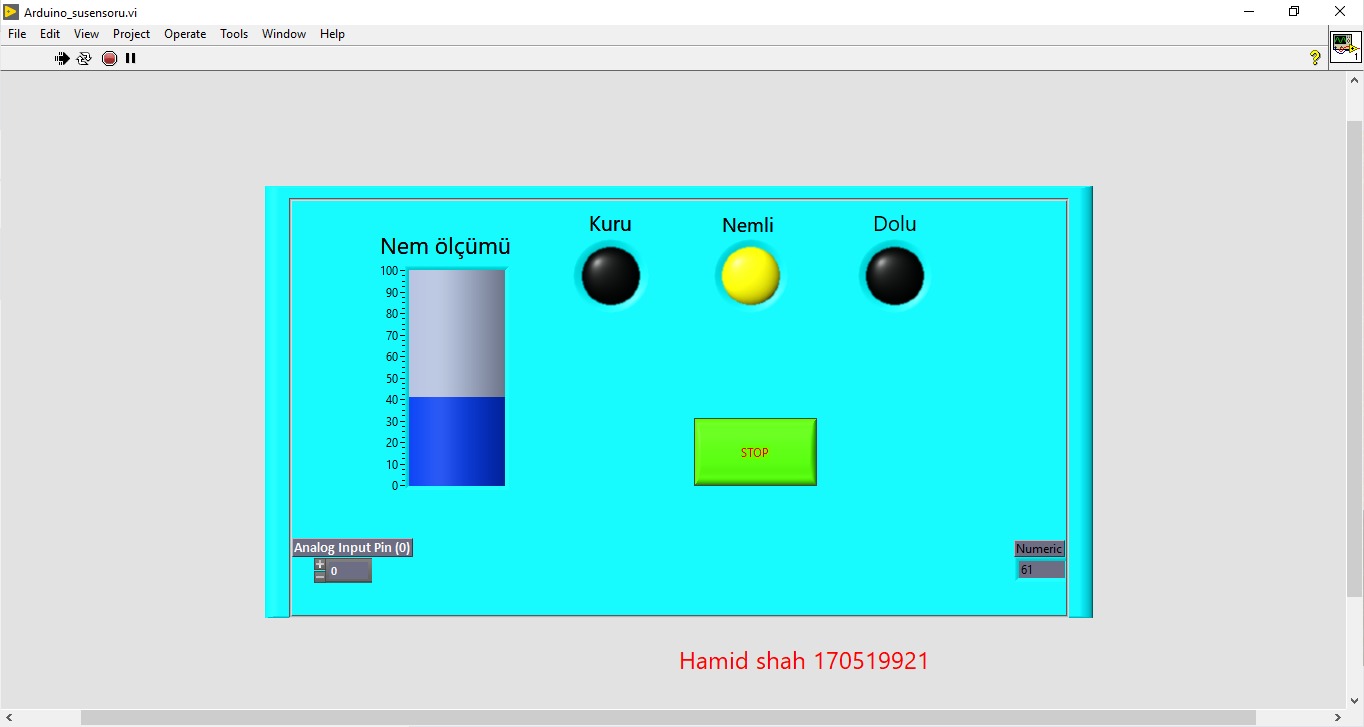 Arduino_susensoru.vi
File Edit View Project Operate Tools Window Help
1
Kuru Nemli Dolu
Nem ölçümü
100
90
80
70
60
50
40
30
20
10
0
STOP
Analog Input Pin (0)
0
Numeric
61
Hamid shah 170519921